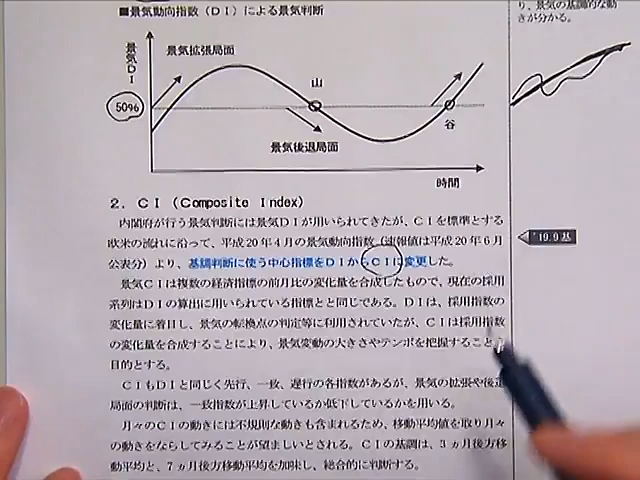 ■景気動向指数（ＤＩ）による景気判断
り、景気の基調的な動
きが分かる。
景気ＤＩ
景気拡張局面
山
50%
谷
景気後退局面
時間
２．ＣＩ（Composite Index）
内閣府が行う景気判断には景気ＤＩが用いられてきたが、ＣＩを標準とする
欧米の流れに沿って、平成20年４月の景気動向指数（速報値は平成20年６月
公表分）より、基調判断に使う中心指標をＤＩからＣＩに変更した。
'19.9基
景気ＣＩは複数の経済指標の前月比の変化量を合成したもので、現在の採用
系列はＤＩの算出に用いられている指標とと同じである。ＤＩは、採用指数の
変化量に着目し、景気の転換点の判定等に利用されていたが、ＣＩは採用指数
の変化量を合成することにより、景気変動の大きさやテンポを把握すること
目的とする。
ＣＩもＤＩと同じく先行、一致、遅行の各指数があるが、景気の拡張や後退
局面の判断は、一致指数が上昇しているか低下しているかを用いる。
月々のＣＩの動きには不規則な動きも含まれるため、移動平均値を取り月々
の動きをならしてみることが望ましいとされる。ＣＩの基調は、３ヵ月後方移
動平均と、７ヵ月後方移動平均を加味し、総合的に判断する。